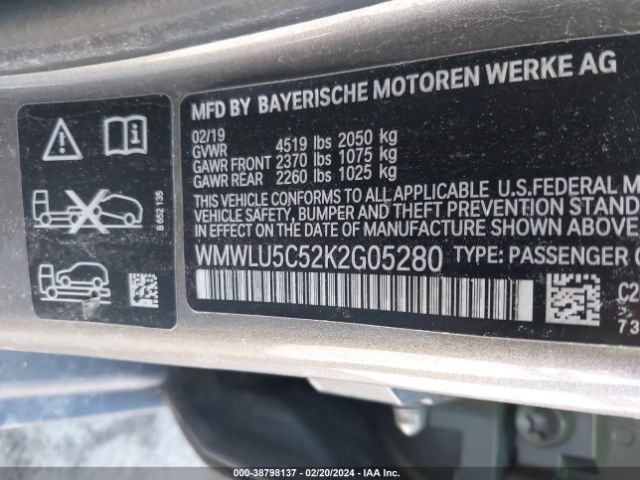 MFD BY BAYERISCHE MOTOREN WERKE AG
02/19
GVWR 4519 lbs 2050 kg
GAWR FRONT 2370 lbs 1075 kg
GAWR REAR 2260 lbs 1025 kg
THIS VEHICLE CONFORMS TO ALL APPLICABLE U.S.FEDERAL M
VEHICLE SAFETY, BUMPER AND THEFT PREVENTION STANDA
IN EFFECT ON THE DATE OF MANUFACTURE SHOWN ABOVE.
WMWLU5C52K2G05280 TYPE: PASSENGER C
C2
73
B 652 135
000-38798137 - 02/20/2024 - IAA Inc.